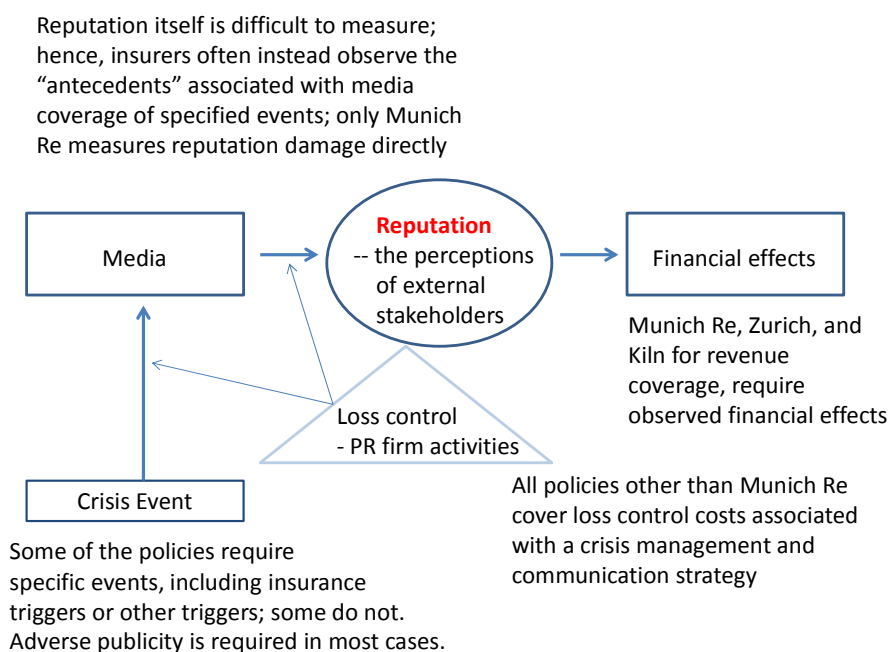 Reputation itself is difficult to measure;
hence, insurers often instead observe the
“antecedents” associated with media
coverage of specified events; only Munich
Re measures reputation damage directly
Media
Reputation
-- the perceptions
of external
stakeholders
Financial effects
Munich Re, Zurich, and
Kiln for revenue
coverage, require
observed financial effects
Loss control
- PR firm activities
Crisis Event
All policies other than Munich Re
cover loss control costs associated
with a crisis management and
communication strategy
Some of the policies require
specific events, including insurance
triggers or other triggers; some do not.
Adverse publicity is required in most cases.